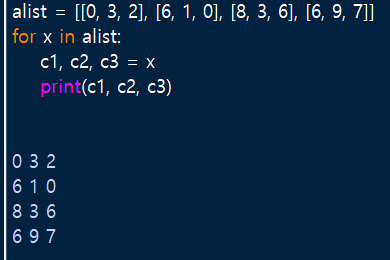 alist = [[0, 3, 2], [6, 1, 0], [8, 3, 6], [6, 9, 7]]
for x in alist:
    c1, c2, c3 = x
    print(c1, c2, c3)
0 3 2
6 1 0
8 3 6
6 9 7